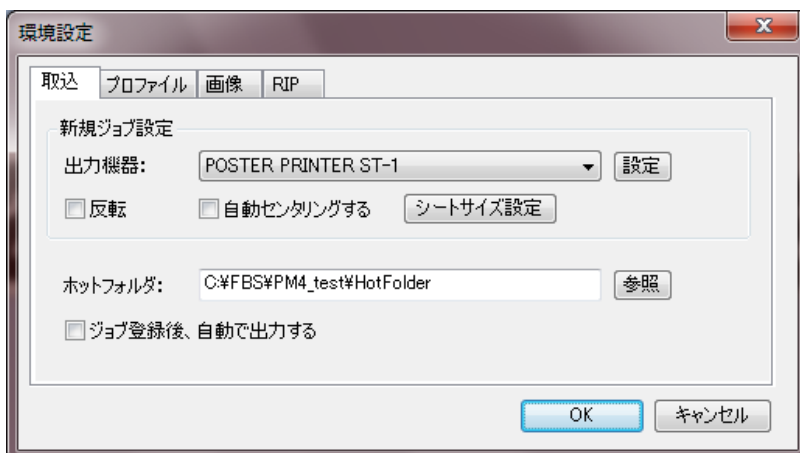 環境設定
取込 プロファイル 画像 RIP
新規ジョブ設定
出力機器: POSTER PRINTER ST-1 設定
反転 自動センタリングする シートサイズ設定
ホットフォルダ: C:¥FBS¥PM4_test¥HotFolder 参照
ジョブ登録後、自動で出力する
OK キャンセル